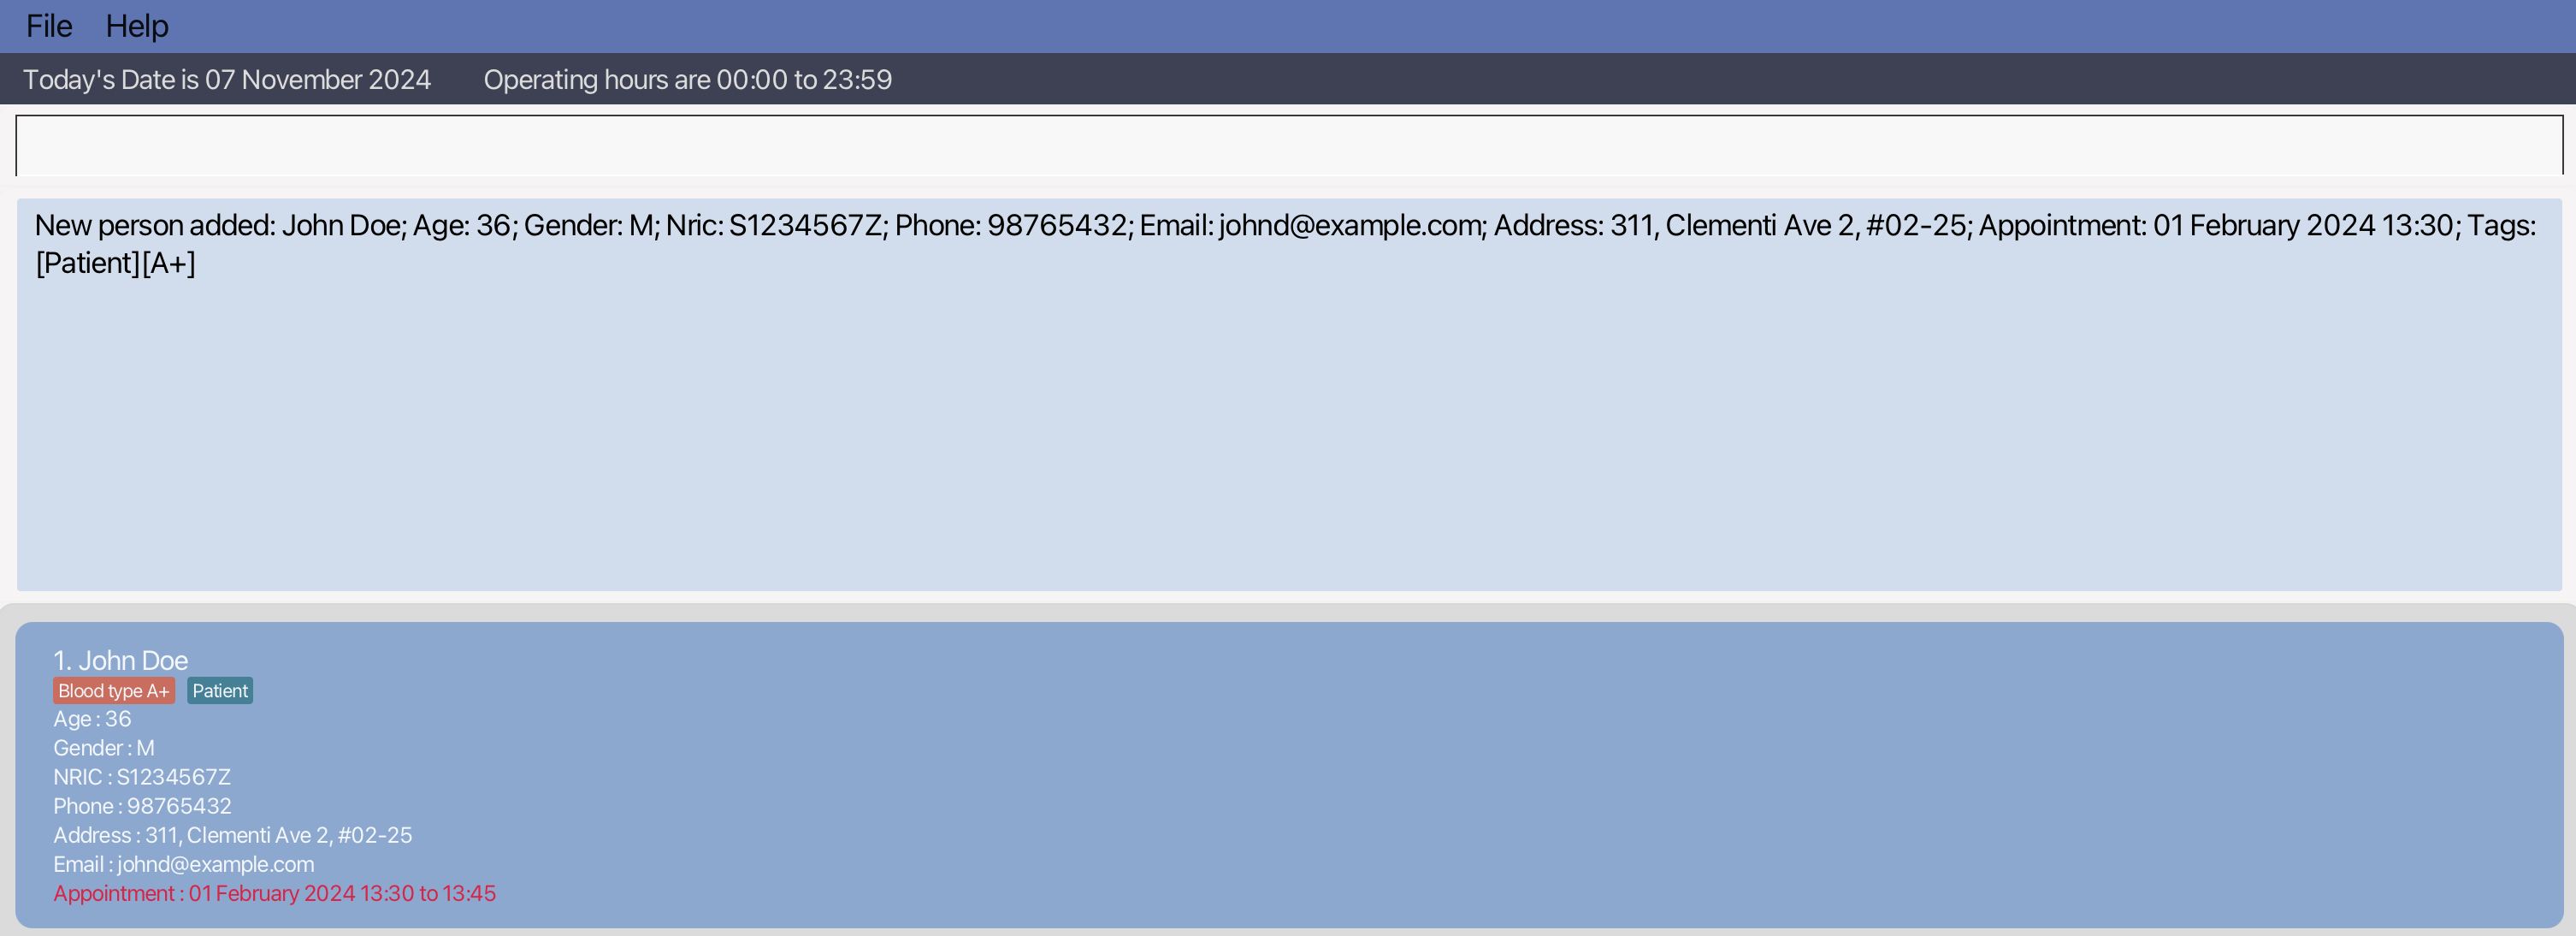 File Help
Today's Date is 07 November 2024 Operating hours are 00:00 to 23:59
New person added: John Doe; Age: 36; Gender: M; Nric: S1234567Z; Phone: 98765432; Email: johnd@example.com; Address: 311, Clementi Ave 2, #02-25; Appointment: 01 February 2024 13:30; Tags:
[Patient][A+]
1. John Doe
Blood type A+ Patient
Age : 36
Gender : M
NRIC : S1234567Z
Phone : 98765432
Address : 311, Clementi Ave 2, #02-25
Email : johnd@example.com
Appointment : 01 February 2024 13:30 to 13:45